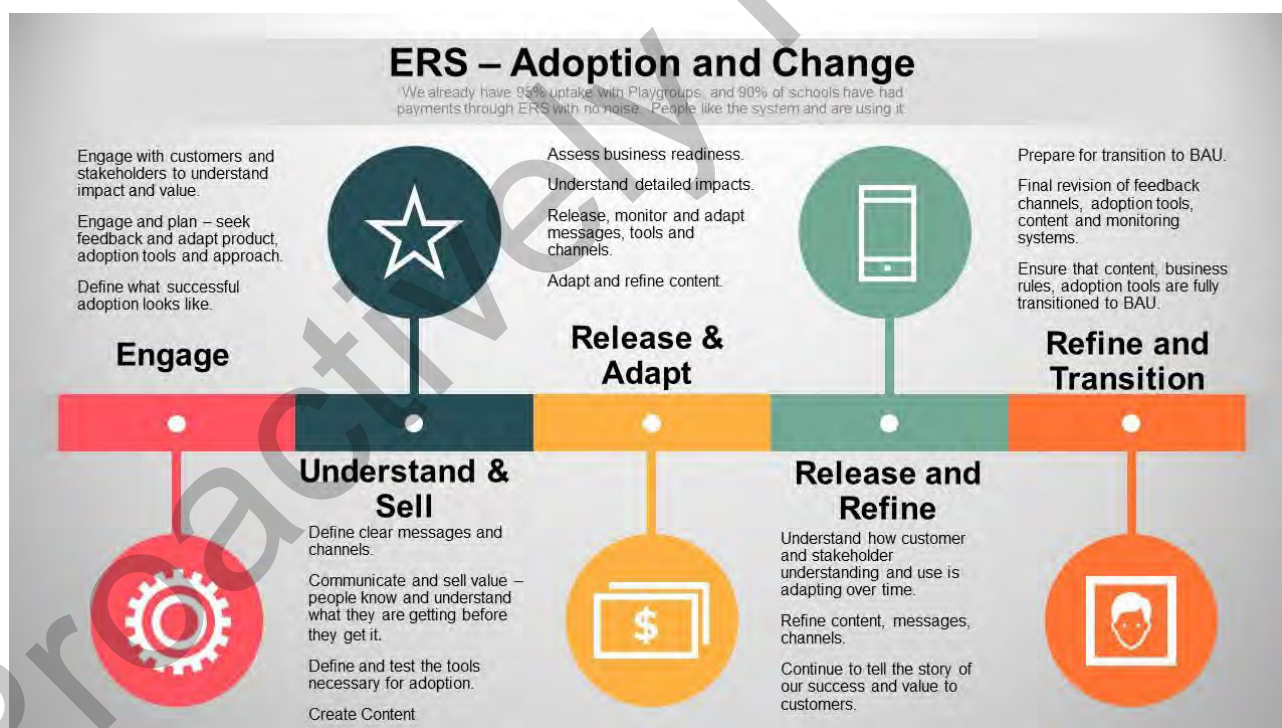 ERS – Adoption and Change
We already have 95% uptake with Playgroups, and 90% of schools have had
payments through ERS with no noise. People like the system and are using it.
Engage with customers and
stakeholders to understand
impact and value.
Engage and plan – seek
feedback and adapt product,
adoption tools and approach.
Define what successful
adoption looks like.
Engage
Understand &
Sell
Define clear messages and
channels.
Communicate and sell value –
people know and understand
what they are getting before
they get it.
Define and test the tools
necessary for adoption.
Create Content
Assess business readiness.
Understand detailed impacts.
Release, monitor and adapt
messages, tools and
channels.
Adapt and refine content.
Release &
Adapt
$
Release and
Refine
Understand how customer
and stakeholder
understanding and use is
adapting over time.
Refine content, messages,
channels.
Continue to tell the story of
our success and value to
customers.
Prepare for transition to BAU.
Final revision of feedback
channels, adoption tools,
content and monitoring
systems.
Ensure that content, business
rules, adoption tools are fully
transitioned to BAU.
Refine and
Transition
Proactively